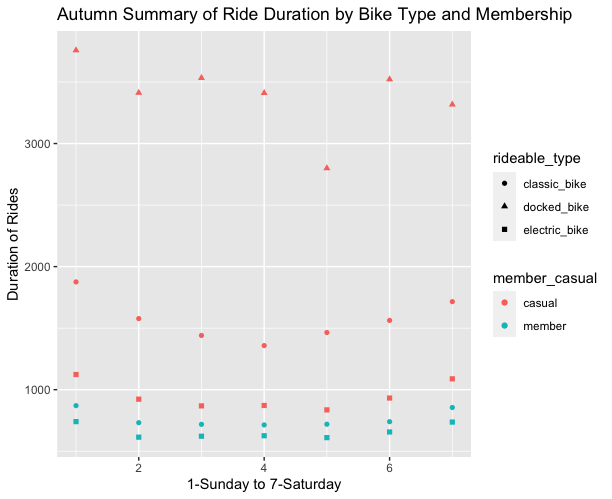 Autumn Summary of Ride Duration by Bike Type and Membership
Duration of Rides
3000
2000
1000
2 4 6
1-Sunday to 7-Saturday
rideable_type
classic_bike
docked_bike
electric_bike
member_casual
casual
member